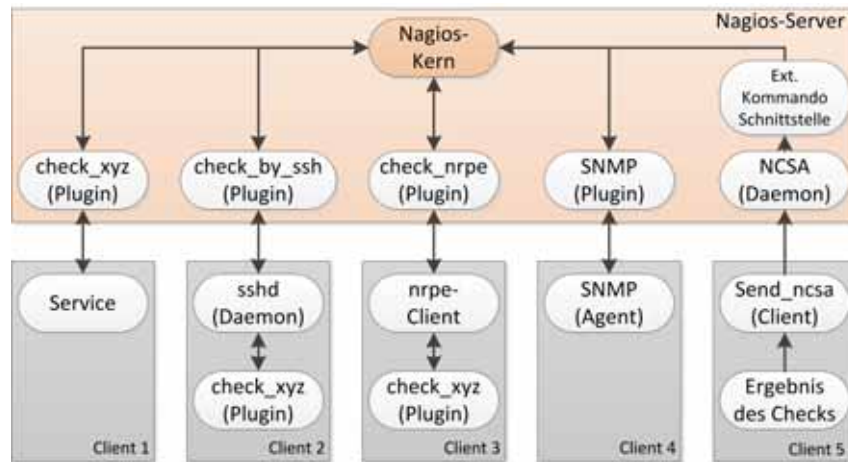 Nagios-Server
Nagios-
Kern
Ext.
Kommando
Schnittstelle
check_xyz
(Plugin)
check_by_ssh
(Plugin)
check_nrpe
(Plugin)
SNMP
(Plugin)
NCSA
(Daemon)
Service
sshd
(Daemon)
nrpe-
Client
SNMP
(Agent)
Send_ncsa
(Client)
check_xyz
(Plugin)
check_xyz
(Plugin)
Ergebnis
des Checks
Client 1
Client 2
Client 3
Client 4
Client 5